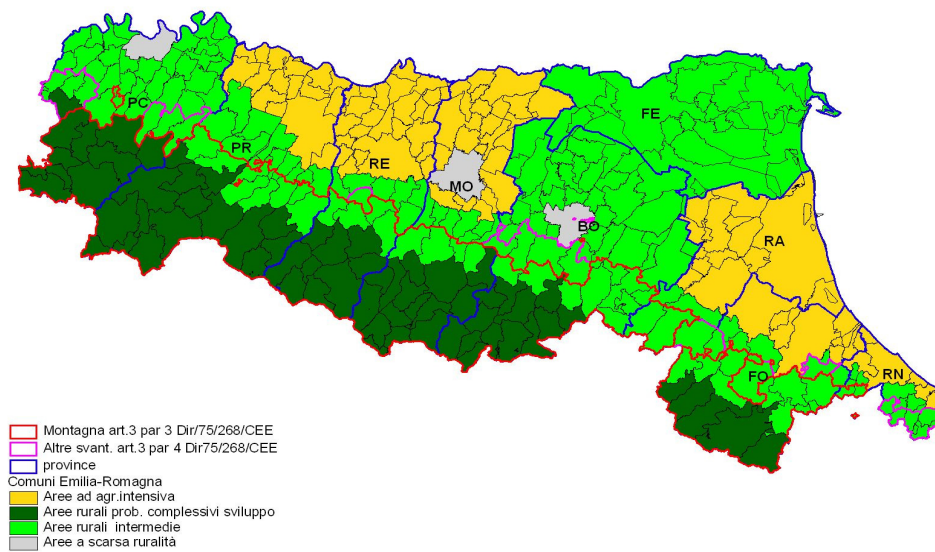 PC
FE
PR
RE
MO
BO
RA
RN
FO
Montagna art.3 par 3 Dir/75/268/CEE
Altre svant. art.3 par 4 Dir75/268/CEE
province
Comuni Emilia-Romagna
Aree ad agr.intensiva
Aree rurali prob. complessivi sviluppo
Aree rurali intermedie
Aree a scarsa ruralità